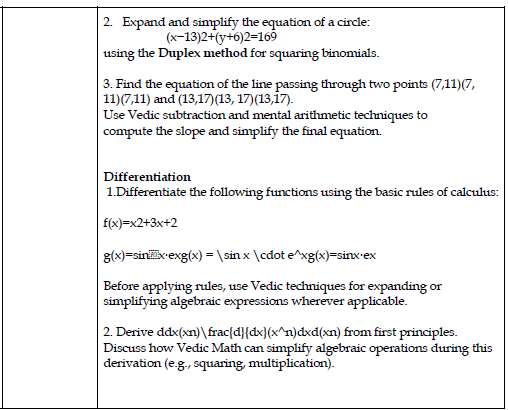 2. Expand and simplify the equation of a circle:
(x−13)2+(y+6)2=169
using the Duplex method for squaring binomials.
3. Find the equation of the line passing through two points (7,11)(7,
11)(7,11) and (13,17)(13, 17)(13,17).
Use Vedic subtraction and mental arithmetic techniques to
compute the slope and simplify the final equation.
Differentiation
1.Differentiate the following functions using the basic rules of calculus:
f(x)=x2+3x+2
g(x)=sinx⋅exg(x) = \sin x \cdot e^xg(x)=sinx⋅ex
Before applying rules, use Vedic techniques for expanding or
simplifying algebraic expressions wherever applicable.
2. Derive ddx(xn)\frac{d}{dx}(x^n)dxd(xn) from first principles.
Discuss how Vedic Math can simplify algebraic operations during this
derivation (e.g., squaring, multiplication).